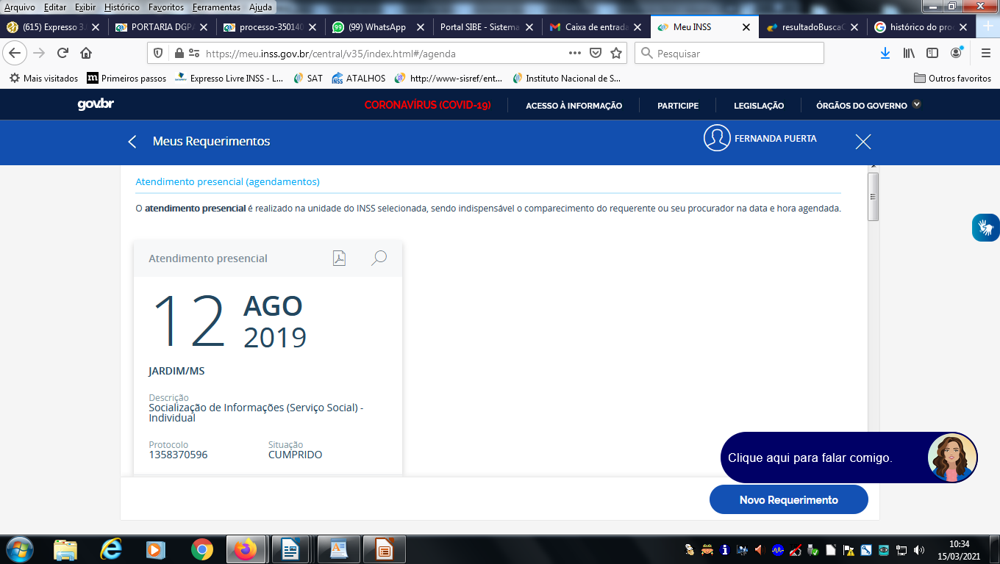 Arquivo Editar Exibir Histórico Favoritos Ferramentas Ajuda
(615) Expresso 3.
PORTARIA DGPA
processo-350140
(99) WhatsApp
Portal SIBE - Sistema
Caixa de entrada
Meu INSS
resultadoBusca
histórico do pro
https://meu.inss.gov.br/central/v35/index.html#/agenda
Pesquisar
Mais visitados
Primeiros passos
Expresso Livre INSS - L...
SAT
ATALHOS
http://www-sisref/ent...
Instituto Nacional de S...
Outros favoritos
gov.br
CORONAVÍRUS (COVID-19)
ACESSO À INFORMAÇÃO
PARTICIPE
LEGISLAÇÃO
ÓRGÃOS DO GOVERNO
Meus Requerimentos
FERNANDA PUERTA
Atendimento presencial (agendamentos)
O atendimento presencial é realizado na unidade do INSS selecionada, sendo indispensável o comparecimento do requerente ou seu procurador na data e hora agendada.
Atendimento presencial
12 AGO
2019
JARDIM/MS
Descrição
Socialização de Informações (Serviço Social) -
Individual
Protocolo Situação
1358370596 CUMPRIDO
Clique aqui para falar comigo.
Novo Requerimento
10:34
15/03/2021